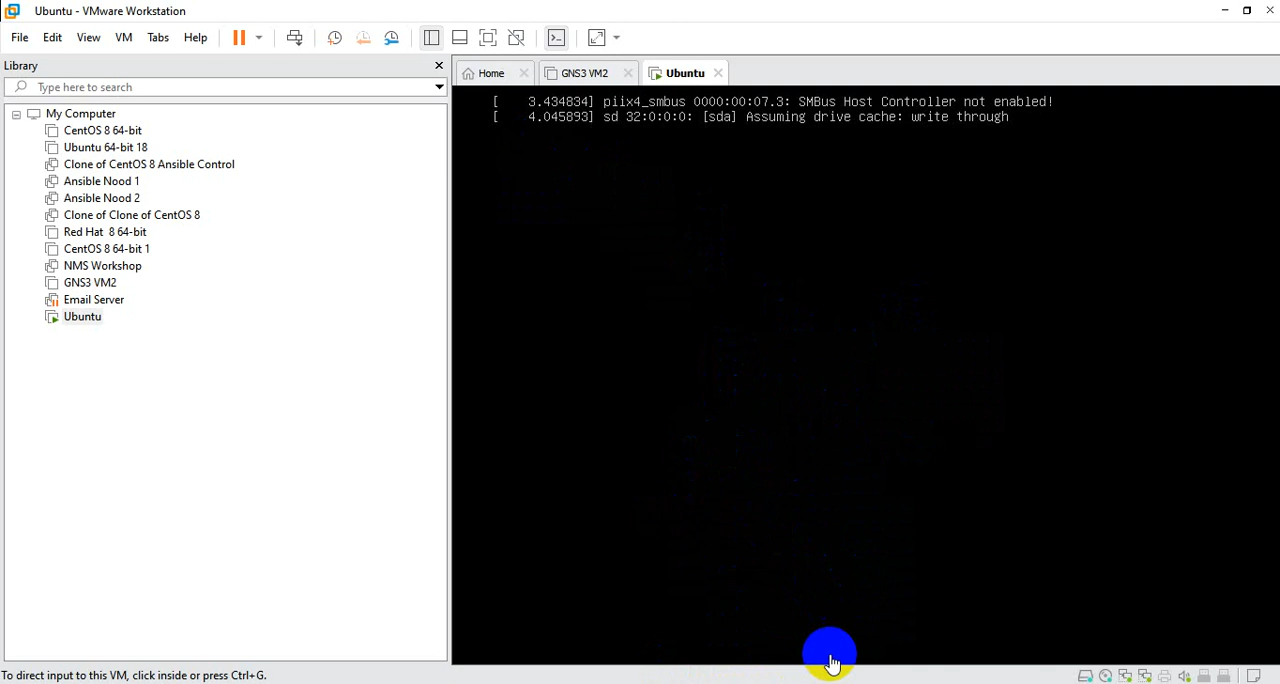 Ubuntu - VMware Workstation
File Edit View VM Tabs Help
Library
Type here to search
My Computer
CentOS 8 64-bit
Ubuntu 64-bit 18
Clone of CentOS 8 Ansible Control
Ansible Nood 1
Ansible Nood 2
Clone of Clone of CentOS 8
Red Hat 8 64-bit
CentOS 8 64-bit 1
NMS Workshop
GNS3 VM2
Email Server
Ubuntu
Home GNS3 VM2 Ubuntu
[ 3.434834] piix4_smbus 0000:00:07.3: SMBus Host Controller not enabled!
[ 4.045893] sd 32:0:0:0: [sda] Assuming drive cache: write through
To direct input to this VM, click inside or press Ctrl+G.